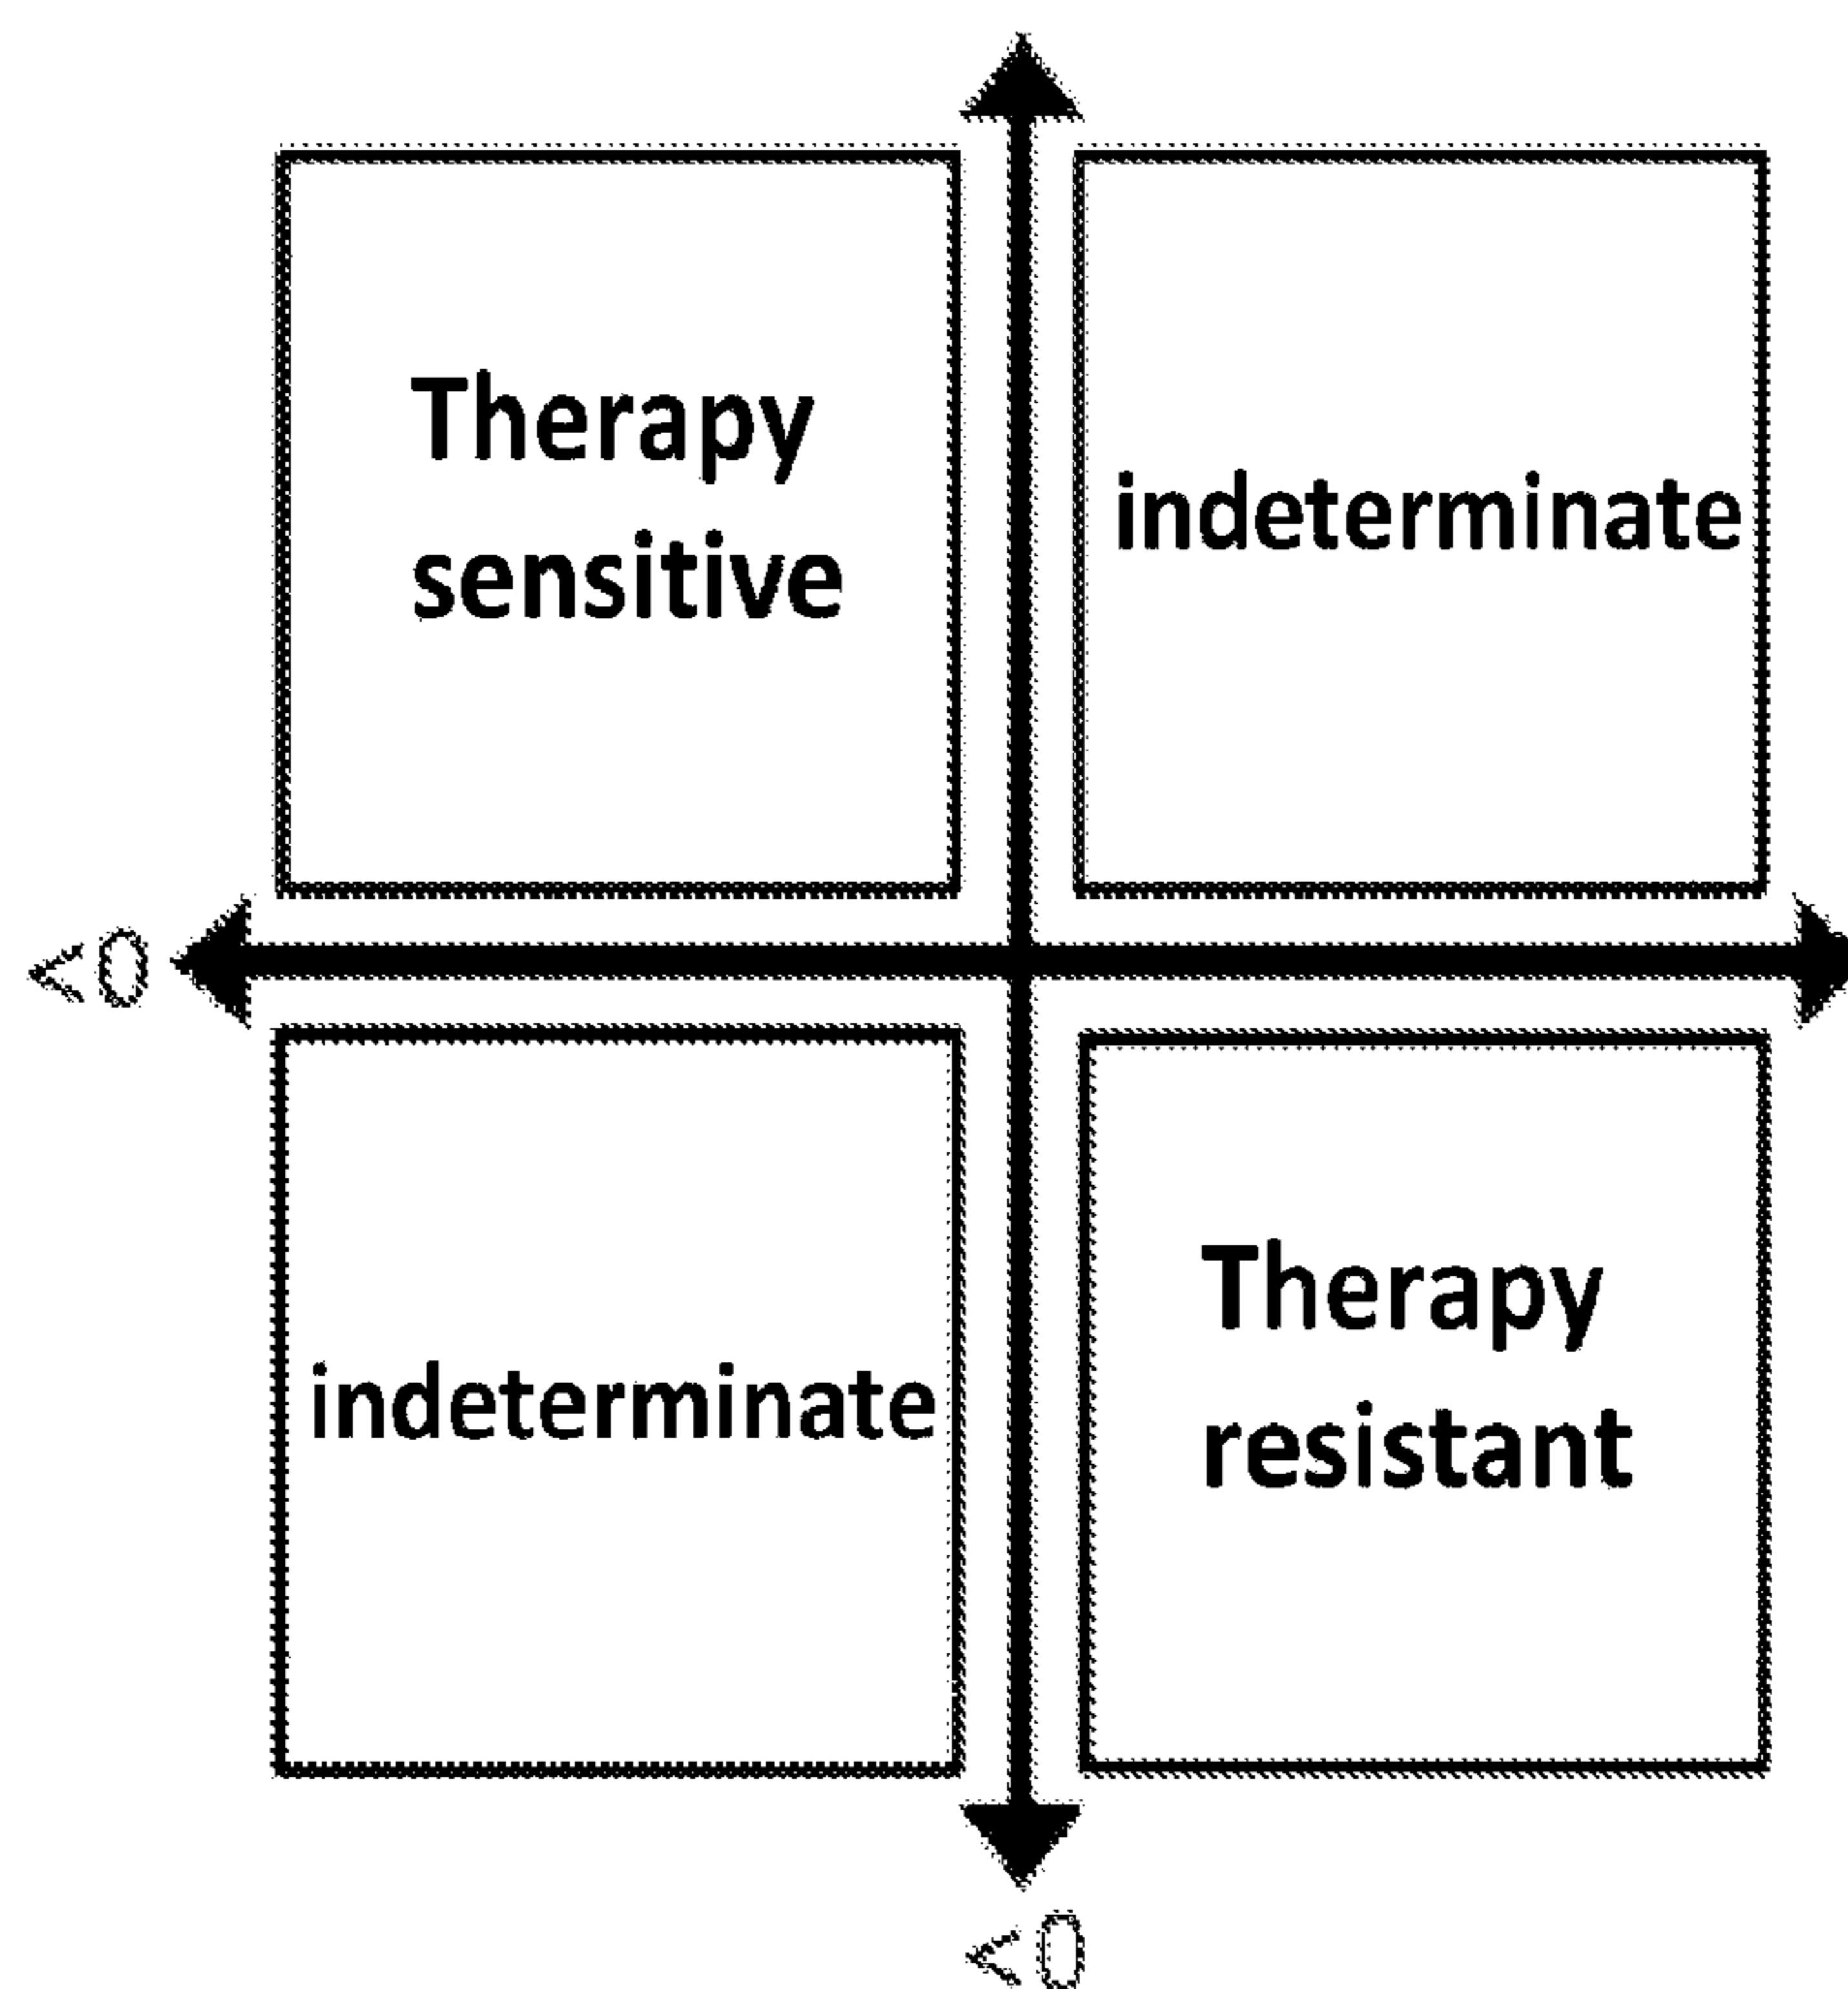 Therapy
sensitive
indeterminate
<0
indeterminate
Therapy
resistant
<0